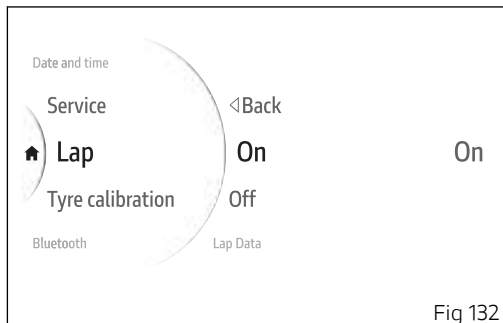 Date and time
Service ◁Back
Lap On On
Tyre calibration Off
Bluetooth Lap Data
Fig 132